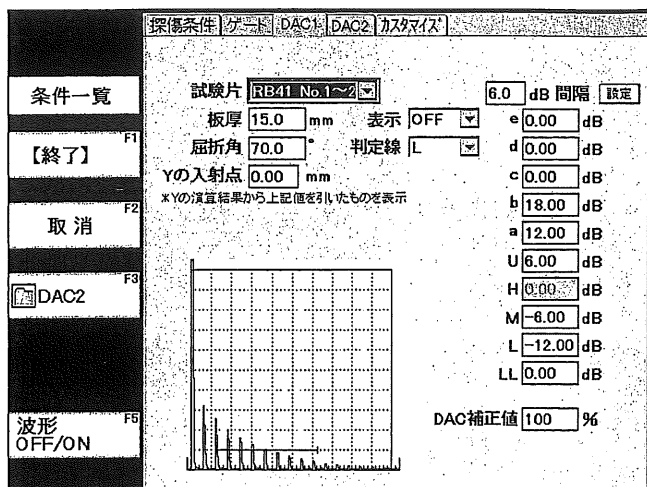 探傷条件 ゲート DAC1 DAC2 カスタマイズ
条件一覧
【終了】 F1
取 消 F2
DAC2 F3
波形 OFF/ON F5
試験片 RB41 No.1～2
板厚 15.0 mm 表示 OFF
屈折角 70.0 ° 判定線 L
Yの入射点 0.00 mm
*Yの演算結果から上記値を引いたものを表示
6.0 dB 間隔 設定
e 0.00 dB
d 0.00 dB
c 0.00 dB
b 18.00 dB
a 12.00 dB
U 6.00 dB
H 0.00 dB
M -6.00 dB
L -12.00 dB
LL 0.00 dB
DAC補正値 100 %